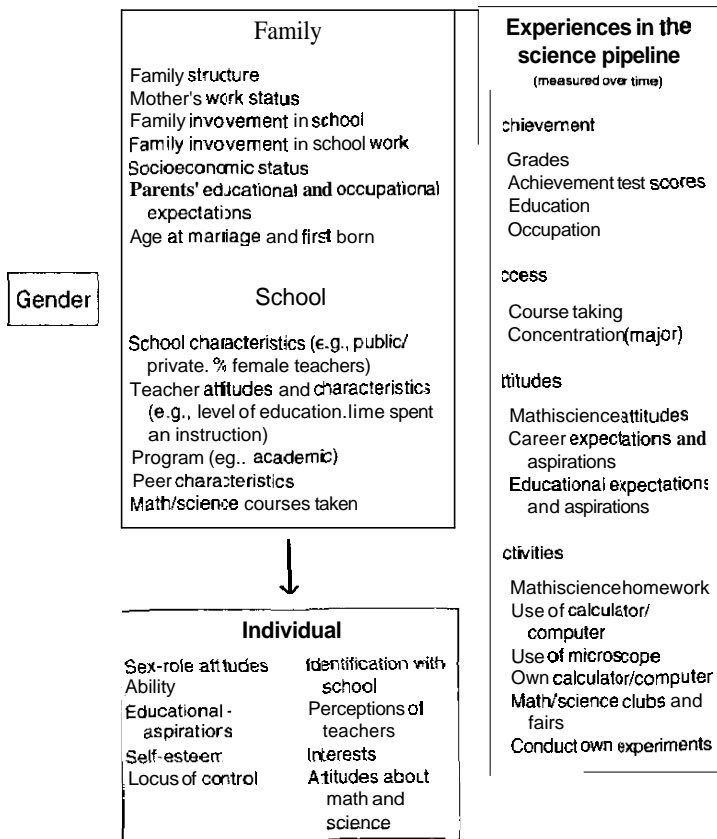 Gender
Family
Family structure
Mother's work status
Family invovement in school
Family involvement in school work
Socioeconomic status
Parents' educational and occupational
expectations
Age at marriage and first born
School
School characteristics (e.g., public/
private. % female teachers)
Teacher attitudes and characteristics
(e.g., level of education.lime spent
an instruction)
Program (eg.. academic)
Peer characteristics
Math/science courses taken
Individual
Sex-role attitudes
Ability
Educational -
aspirations
Self-esteem
Locus of control
Identification with
school
Perceptions of
teachers
Interests
Attitudes about
math and
science
Experiences in the
science pipeline
(measured over time)
chievement
Grades
Achievement test scores
Education
Occupation
ccess
Course taking
Concentration (major)
ttitudes
Mathiscience attitudes
Career expectations and
aspirations
Educational expectations
and aspirations
ctivities
Mathiscience homework
Use of calculator/
computer
Use of microscope
Own calculator/computer
Math/science clubs and
fairs
Conduct own experiments